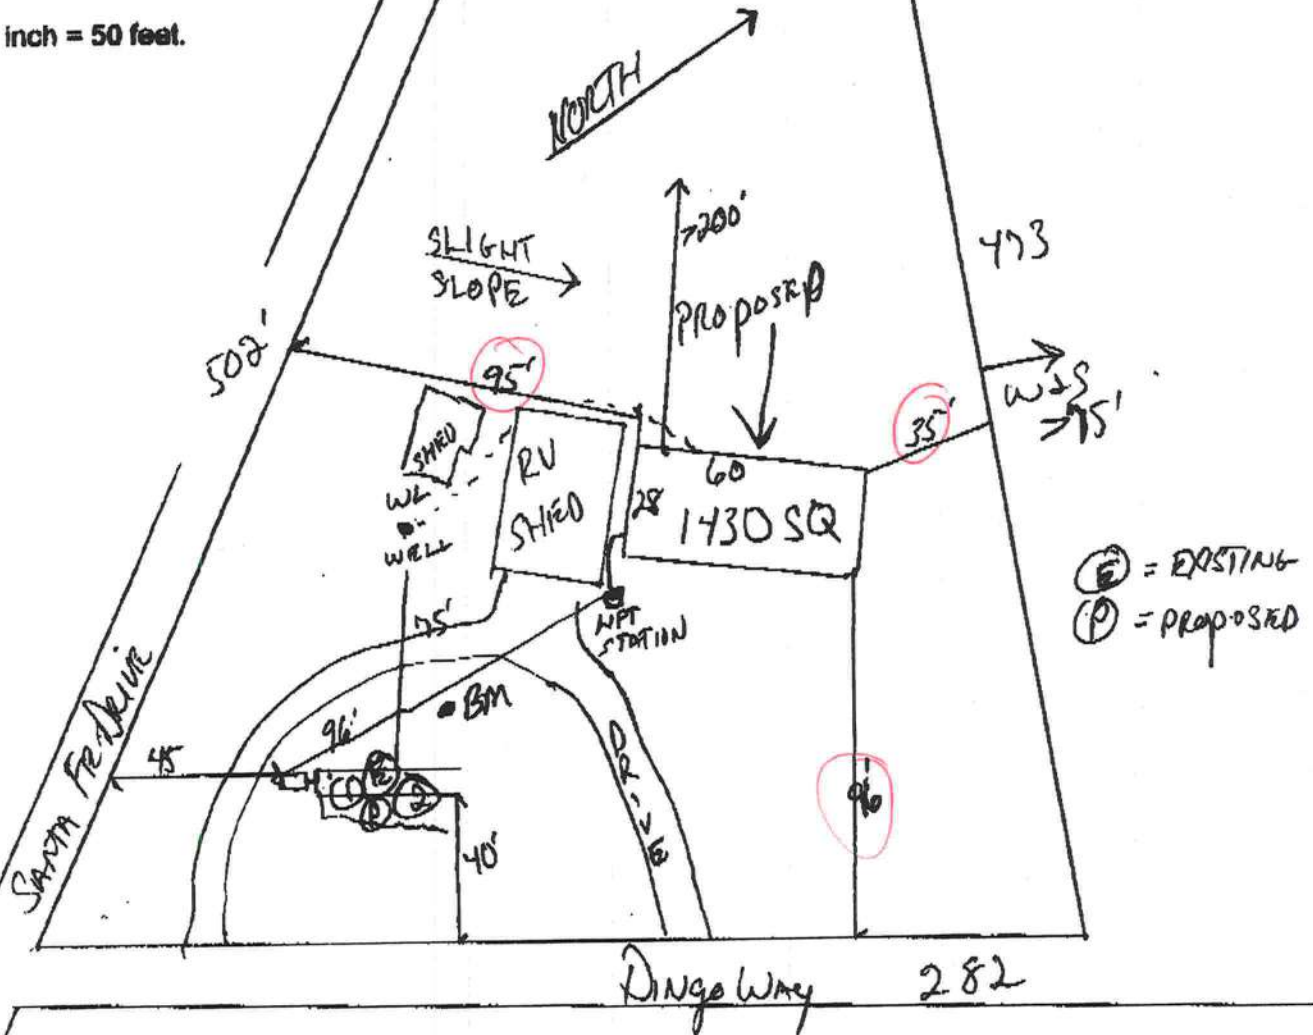 inch = 50 feet.
NORTH
>200'
SLIGHT
SLOPE
473
PROPOSED
502'
95'
W+S
>75'
35'
SHED
RV
SHED
60
28
1430 SQ
WL
WELL
Ⓔ = EXISTING
Ⓟ = PROPOSED
75'
STATION
BM
SANTA FE DRIVE
96'
45
DRIVE
1
2
P
96'
40'
DINGO WAY
282